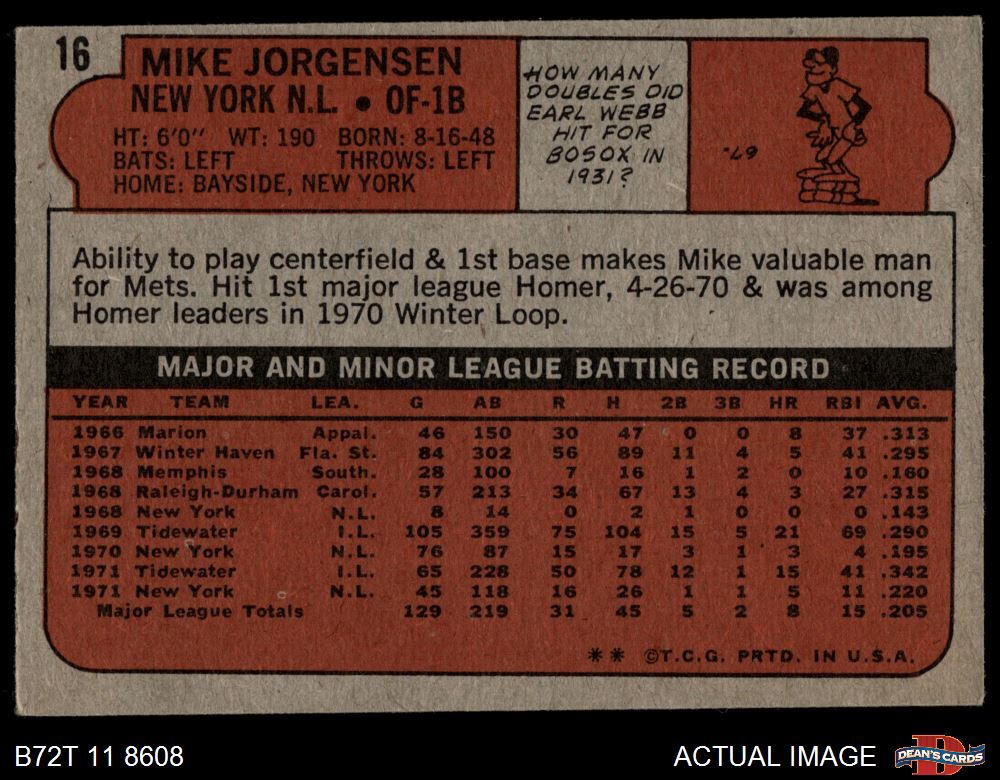 16
MIKE JORGENSEN
NEW YORK N.L. • OF-1B
HT: 6'0" WT: 190 BORN: 8-16-48
BATS: LEFT THROWS: LEFT
HOME: BAYSIDE, NEW YORK
HOW MANY
DOUBLES DID
EARL WEBB
HIT FOR
BOSOX IN
1931?
67.
Ability to play centerfield & 1st base makes Mike valuable man
for Mets. Hit 1st major league Homer, 4-26-70 & was among
Homer leaders in 1970 Winter Loop.
MAJOR AND MINOR LEAGUE BATTING RECORD
YEAR TEAM LEA. G AB R H 2B 3B HR RBI AVG.
1966 Marion Appal. 46 150 30 47 0 0 8 37 .313
1967 Winter Haven Fla. St. 84 302 56 89 11 4 5 41 .295
1968 Memphis South. 28 100 7 16 1 2 0 10 .160
1968 Raleigh-Durham Carol. 57 213 34 67 13 4 3 27 .315
1968 New York N.L. 8 14 0 2 1 0 0 0 .143
1969 Tidewater I.L. 105 359 75 104 15 5 21 69 .290
1970 New York N.L. 76 87 15 17 3 1 3 4 .195
1971 Tidewater I.L. 65 228 50 78 12 1 15 41 .342
1971 New York N.L. 45 118 16 26 1 1 5 11 .220
Major League Totals 129 219 31 45 5 2 8 15 .205
** ©T.C.G. PRTD. IN U.S.A.
B72T 11 8608
ACTUAL IMAGE
DEAN'S CARDS